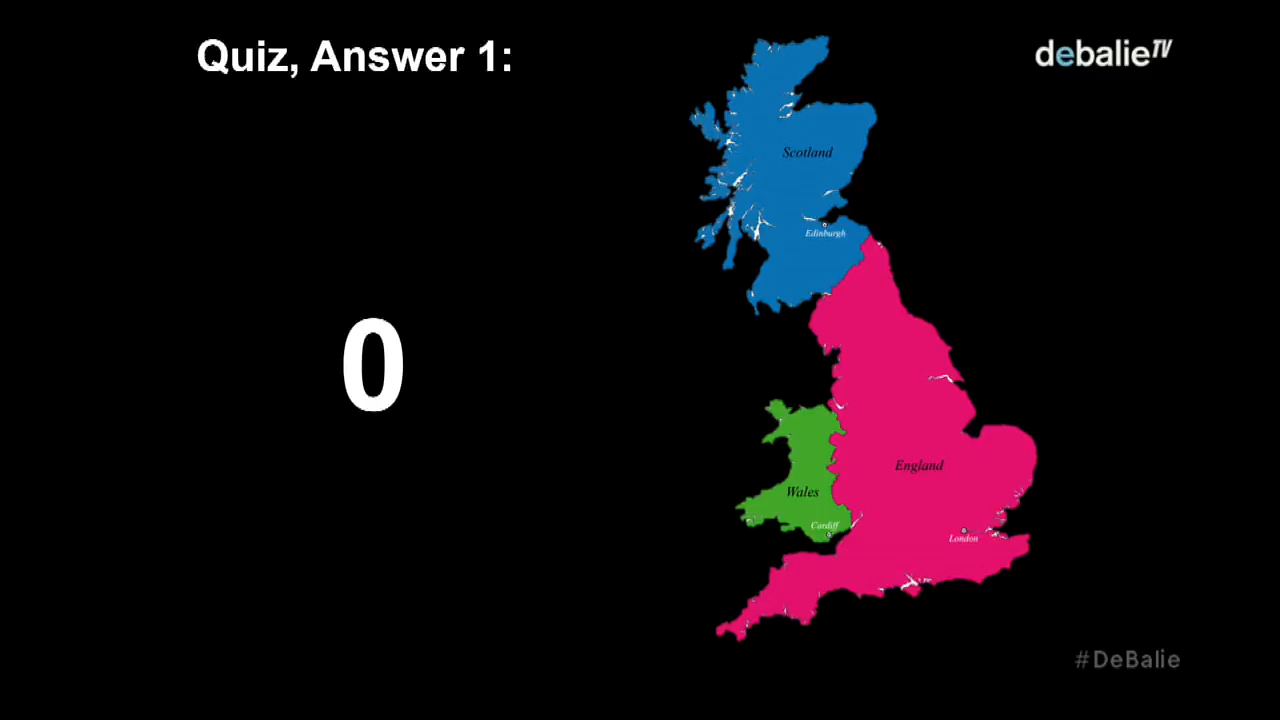 Quiz, Answer 1:
debalieTV
Scotland
Edinburgh
0
England
Wales
Cardiff
London
#DeBalie